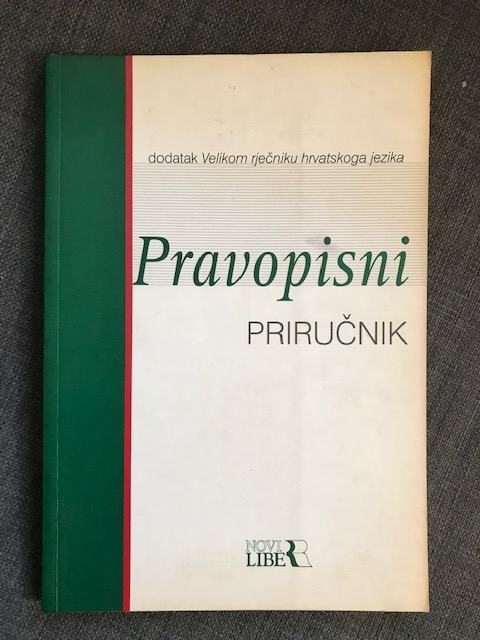 dodatak Velikom rječniku hrvatskoga jezika
Pravopisni
PRIRUČNIK
NOVI
LIBER